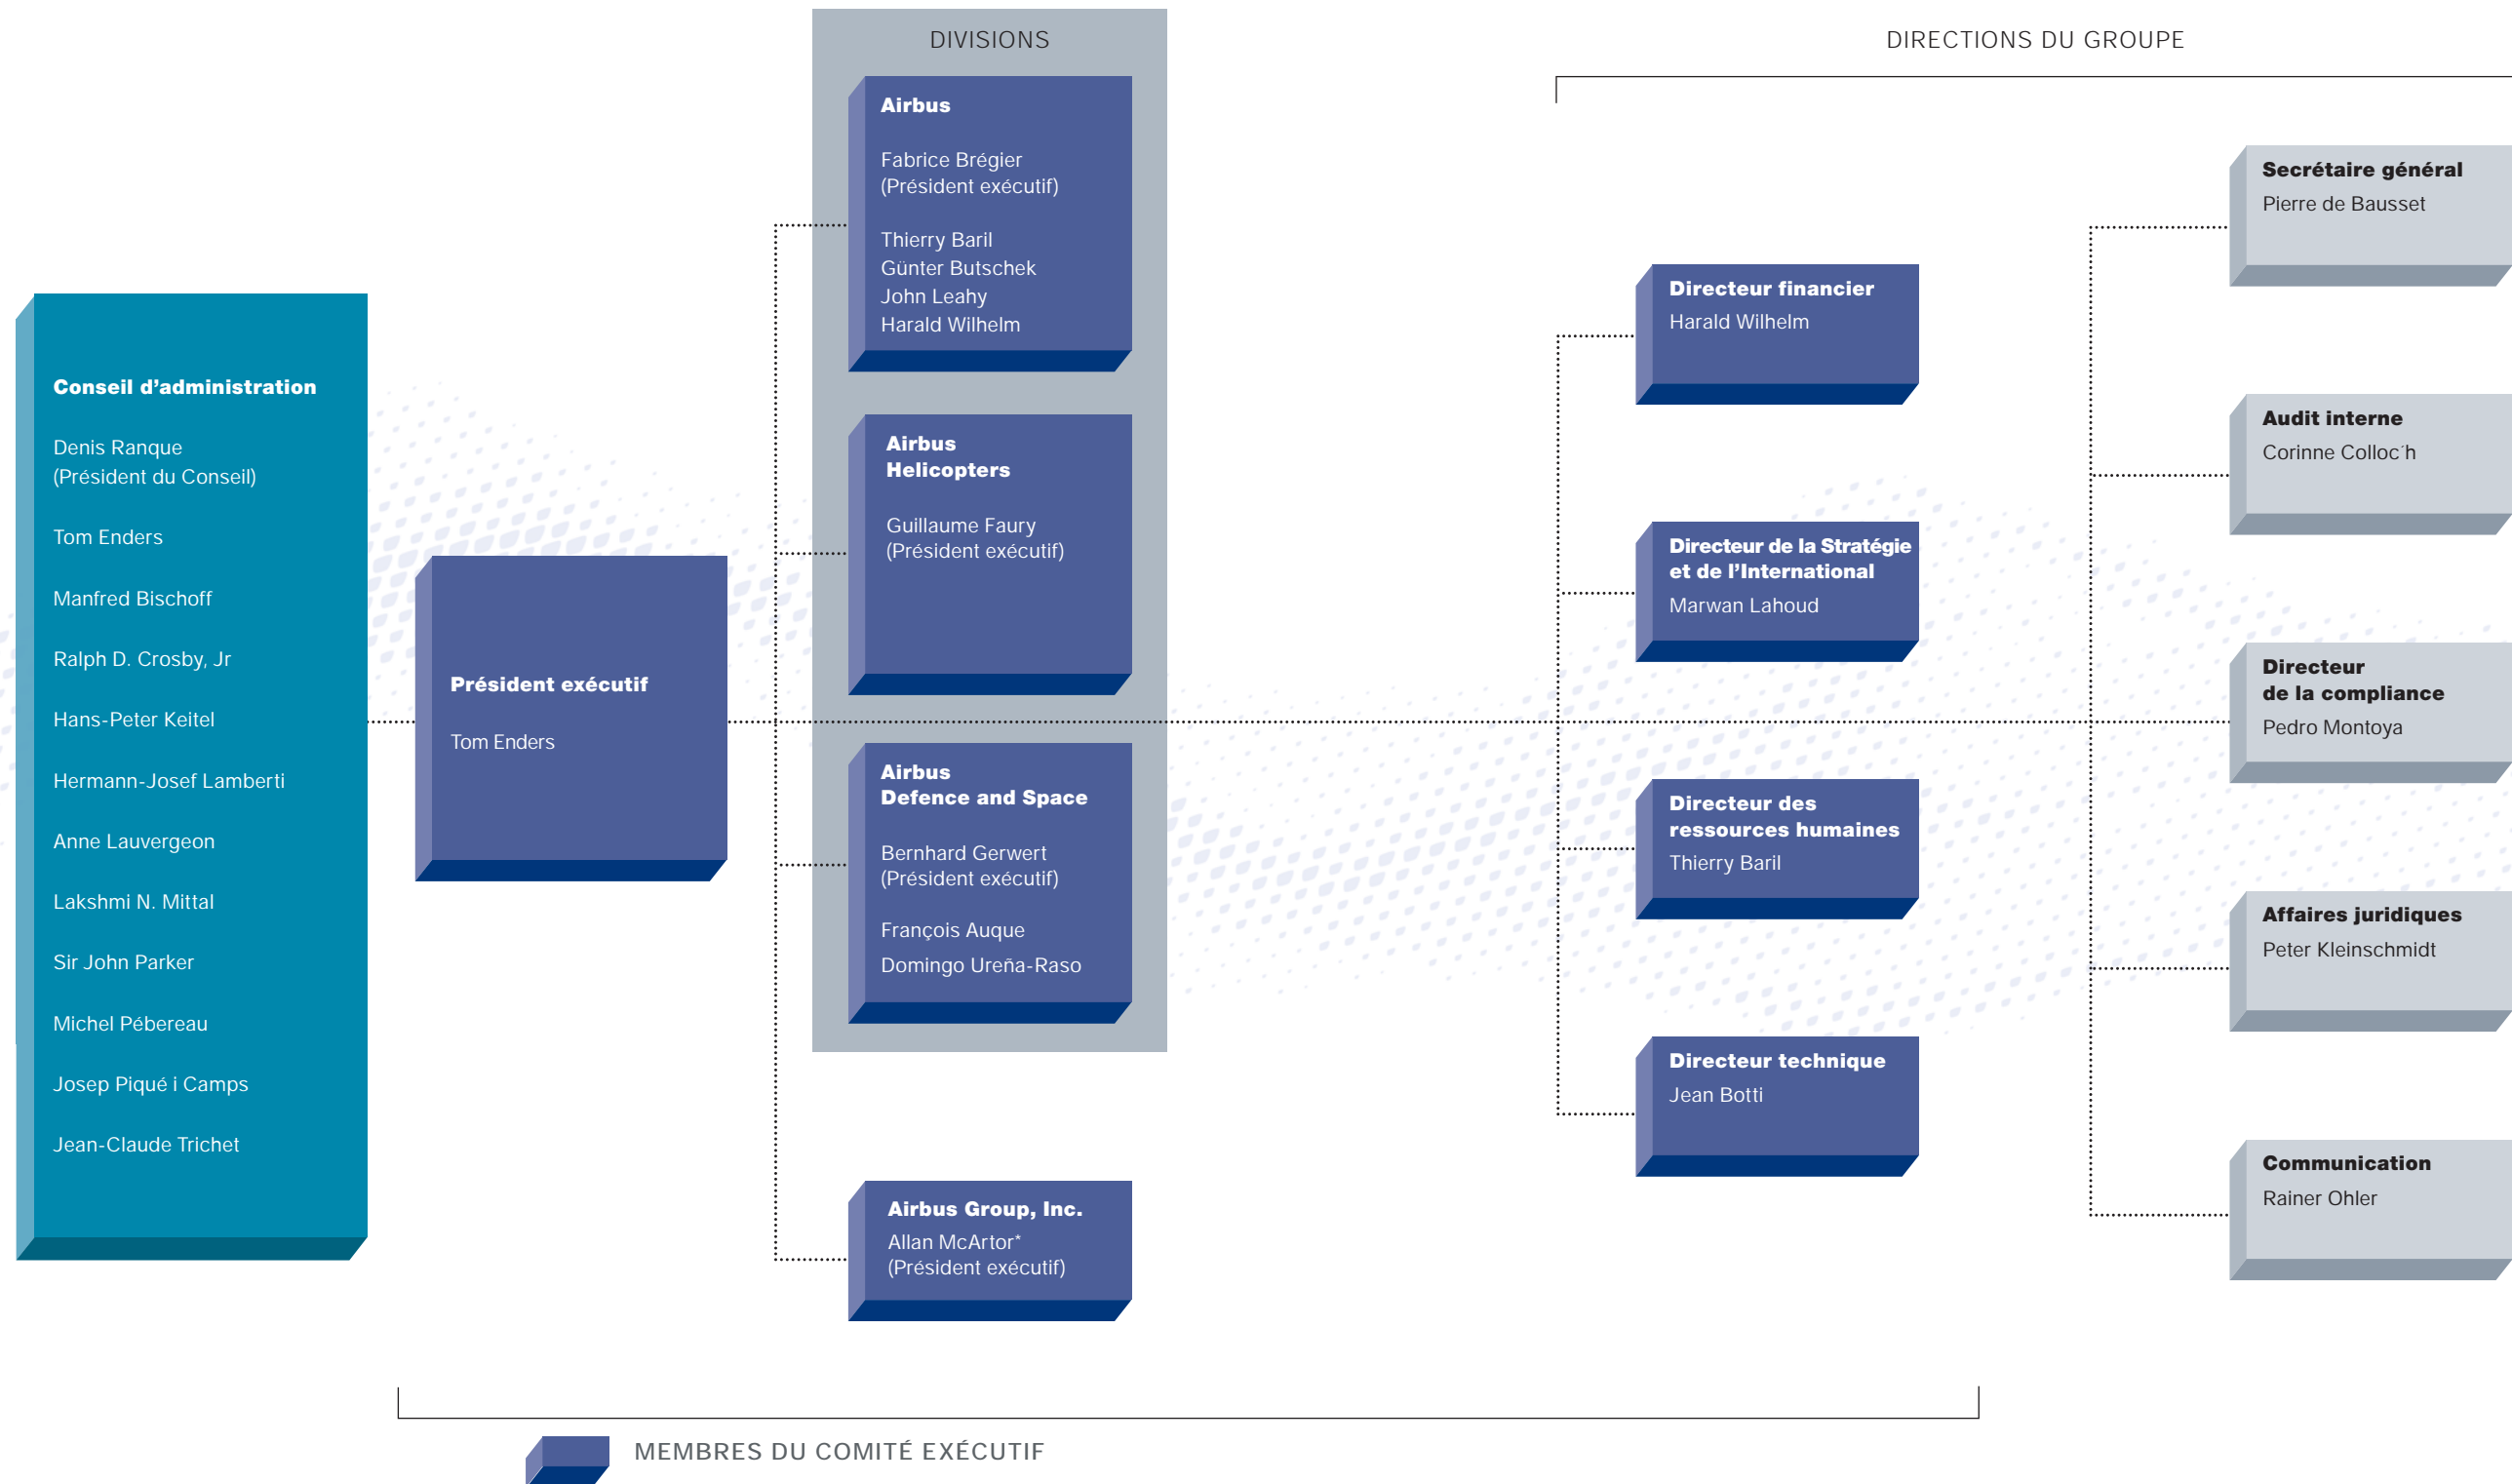 DIVISIONS
DIRECTIONS DU GROUPE
Conseil d’administration
Denis Ranque
(Président du Conseil)
Tom Enders
Manfred Bischoff
Ralph D. Crosby, Jr
Hans-Peter Keitel
Hermann-Josef Lamberti
Anne Lauvergeon
Lakshmi N. Mittal
Sir John Parker
Michel Pébereau
Josep Piqué i Camps
Jean-Claude Trichet
Président exécutif
Tom Enders
Airbus
Fabrice Brégier
(Président exécutif)
Thierry Baril
Günter Butschek
John Leahy
Harald Wilhelm
Airbus
Helicopters
Guillaume Faury
(Président exécutif)
Airbus
Defence and Space
Bernhard Gerwert
(Président exécutif)
François Auque
Domingo Ureña-Raso
Airbus Group, Inc.
Allan McArtor*
(Président exécutif)
Directeur financier
Harald Wilhelm
Directeur de la Stratégie
et de l’International
Marwan Lahoud
Directeur des
ressources humaines
Thierry Baril
Directeur technique
Jean Botti
Secrétaire général
Pierre de Bausset
Audit interne
Corinne Colloc´h
Directeur
de la compliance
Pedro Montoya
Affaires juridiques
Peter Kleinschmidt
Communication
Rainer Ohler
MEMBRES DU COMITÉ EXÉCUTIF